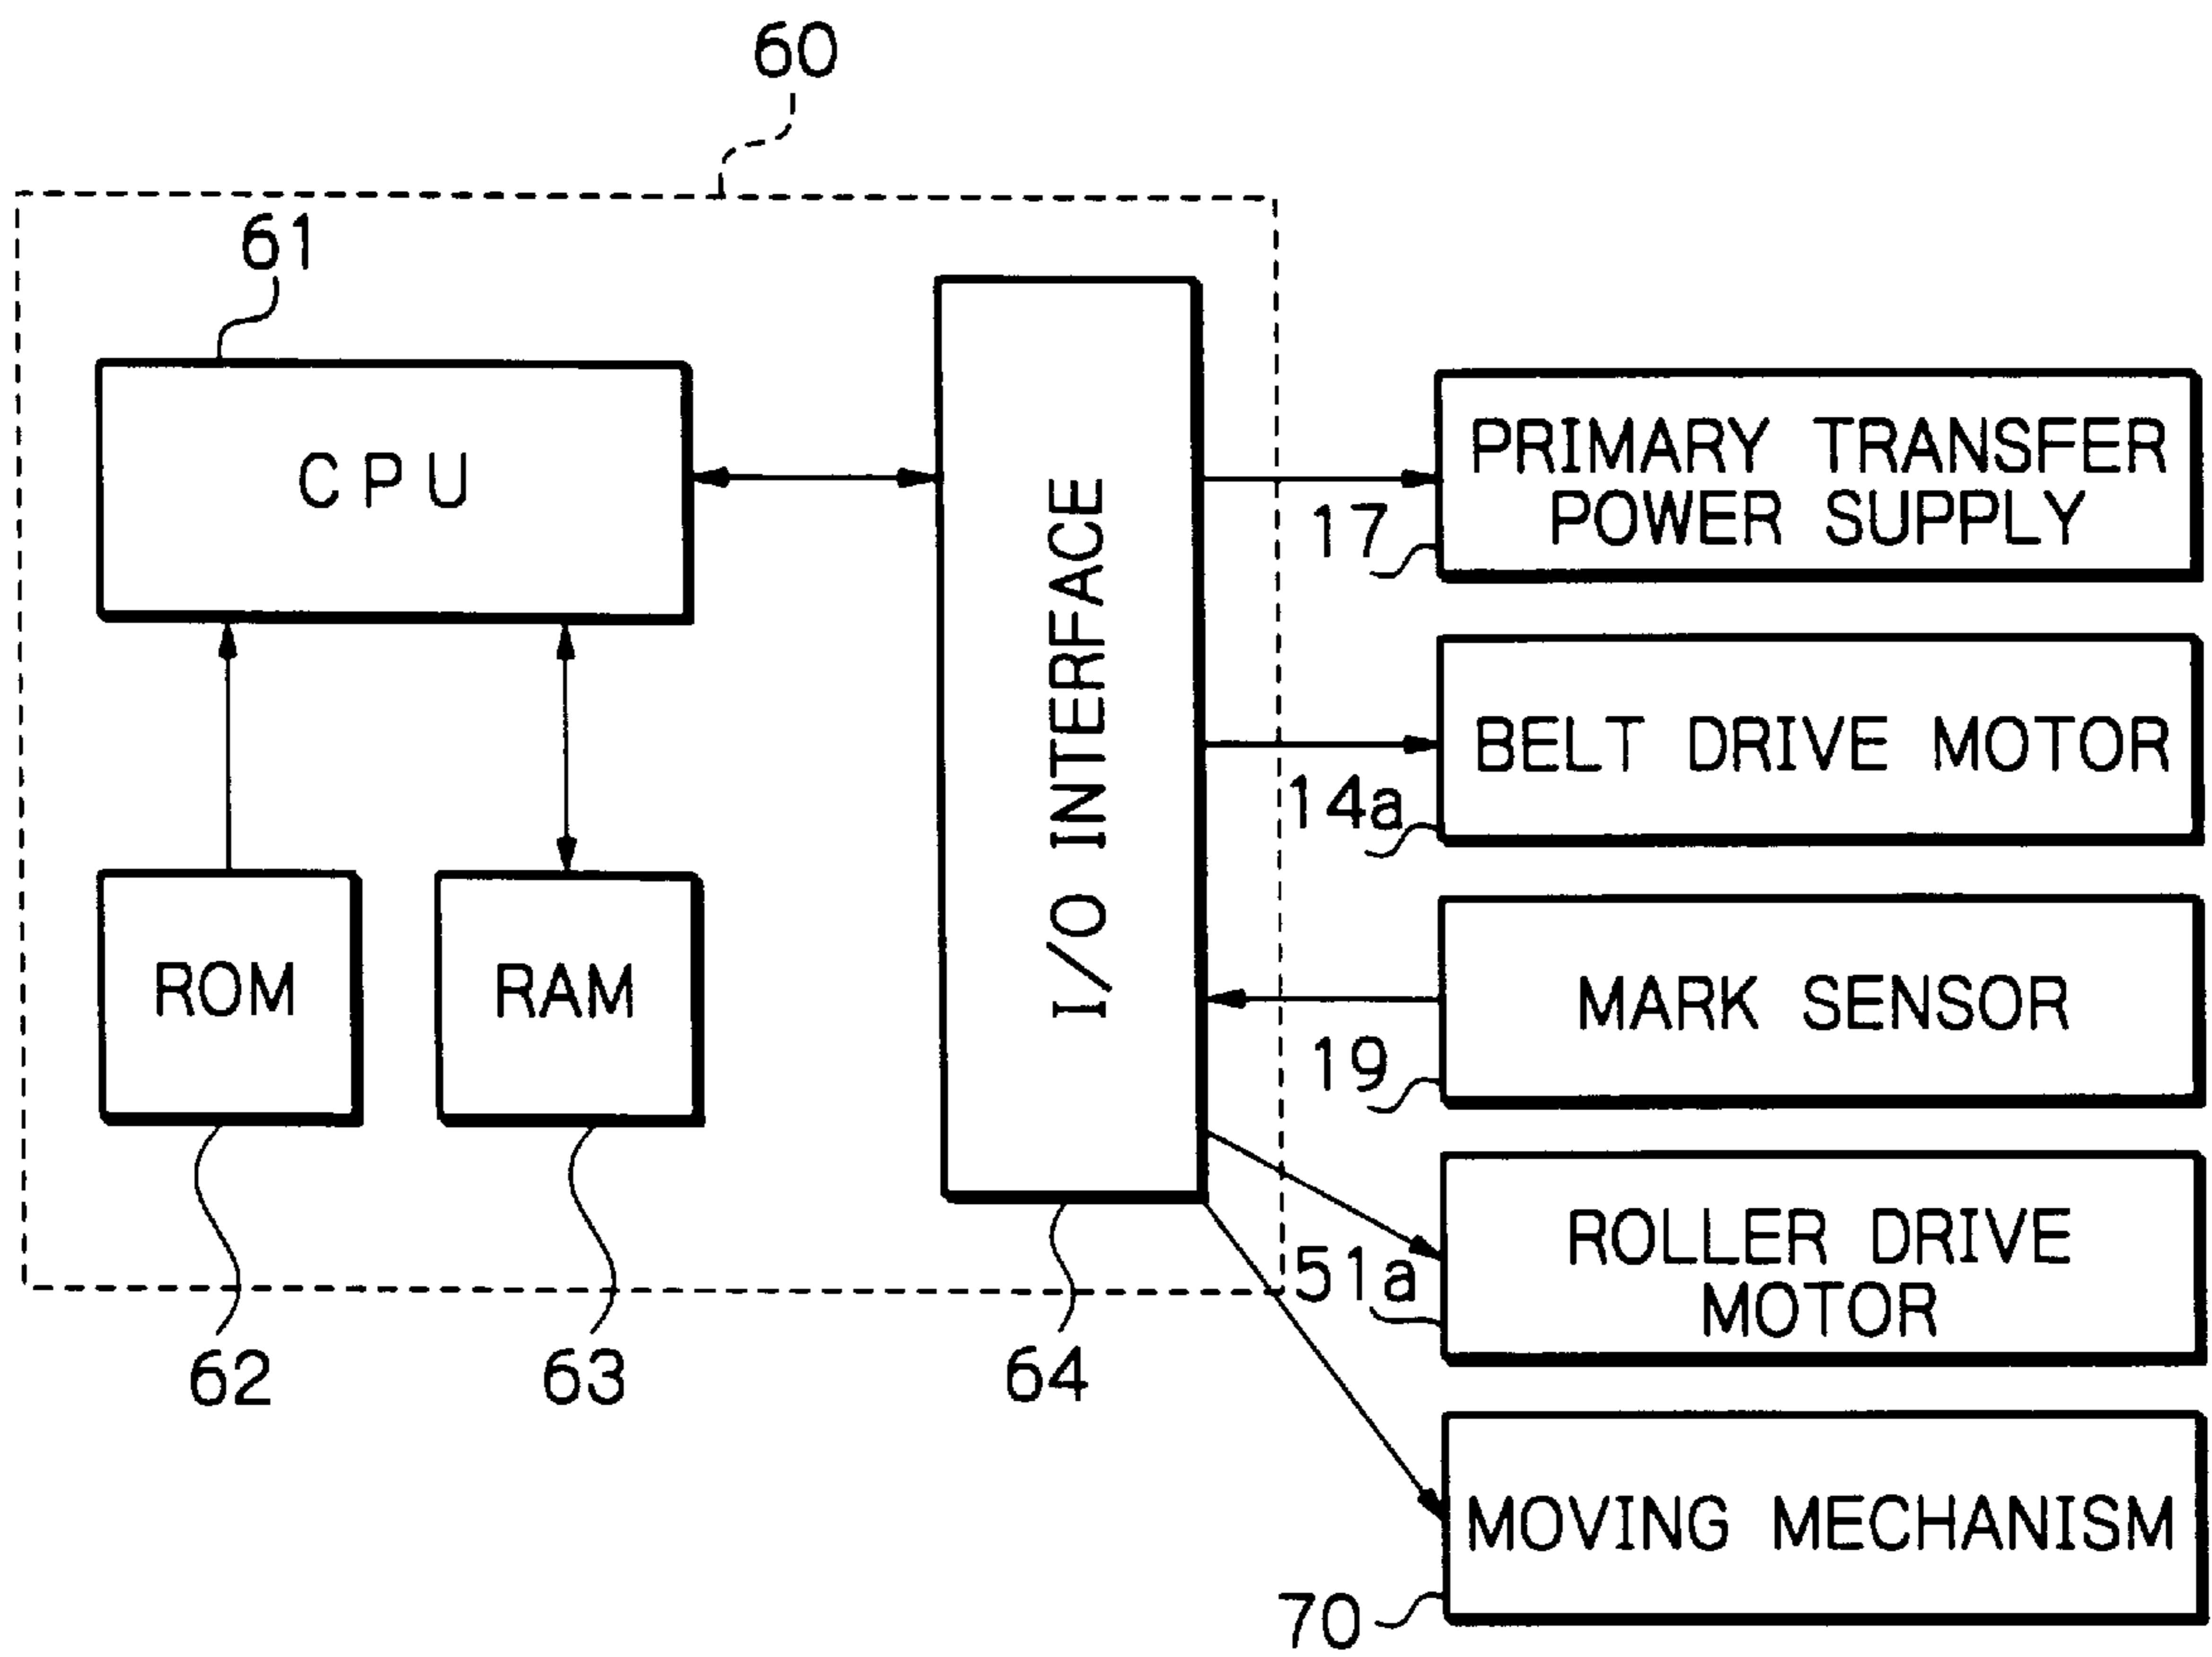 60
61
CPU
I/O INTERFACE
PRIMARY TRANSFER
POWER SUPPLY
17
BELT DRIVE MOTOR
14a
ROM
RAM
MARK SENSOR
19
ROLLER DRIVE
MOTOR
51a
62
63
64
MOVING MECHANISM
70